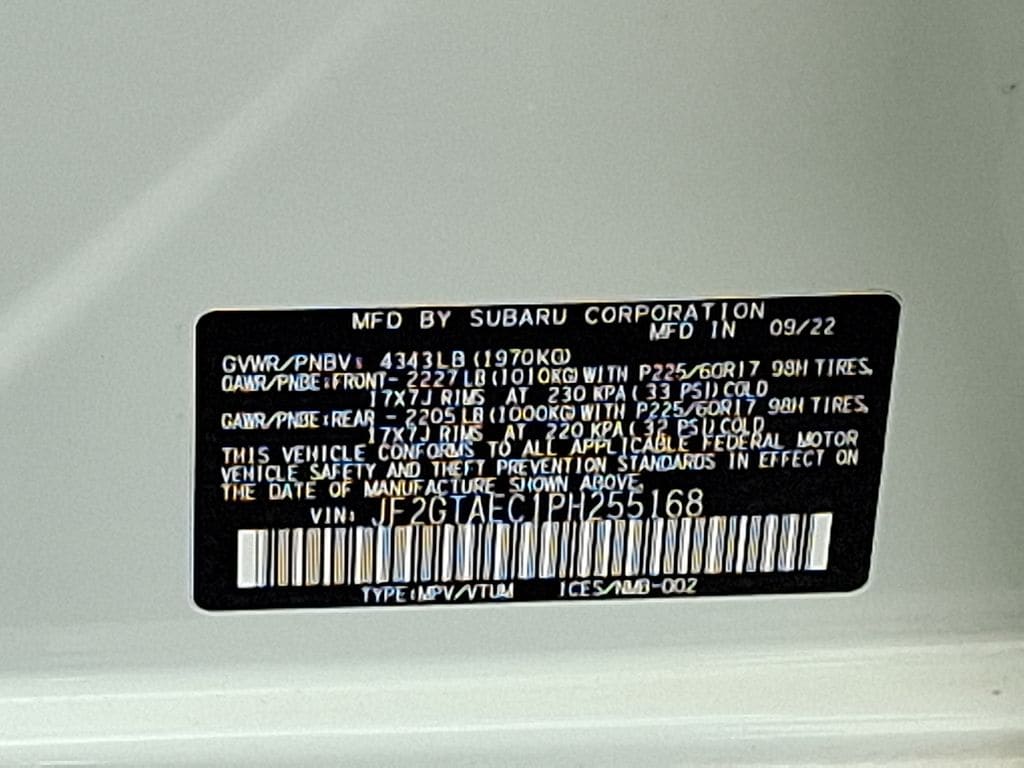 MFD BY SUBARU CORPORATION
MFD IN 09/22
GVWR/PNBV: 4343LB (1970KG)
GAWR/PNBE:FRONT- 2227LB(1010KG)WITH P225/60R17 98H TIRES,
17X7J RIMS AT 230 KPA( 33 PSI)COLD
GAWR/PNBE:REAR - 2205LB(1000KG)WITH P225/60R17 98H TIRES,
17X7J RIMS AT 220 KPA( 32 PSI)COLD
THIS VEHICLE CONFORMS TO ALL APPLICABLE FEDERAL MOTOR
VEHICLE SAFETY AND THEFT PREVENTION STANDARDS IN EFFECT ON
THE DATE OF MANUFACTURE SHOWN ABOVE.
VIN: JF2GTAEC1PH255168
TYPE:MPV/VTUM ICES/NMB-002